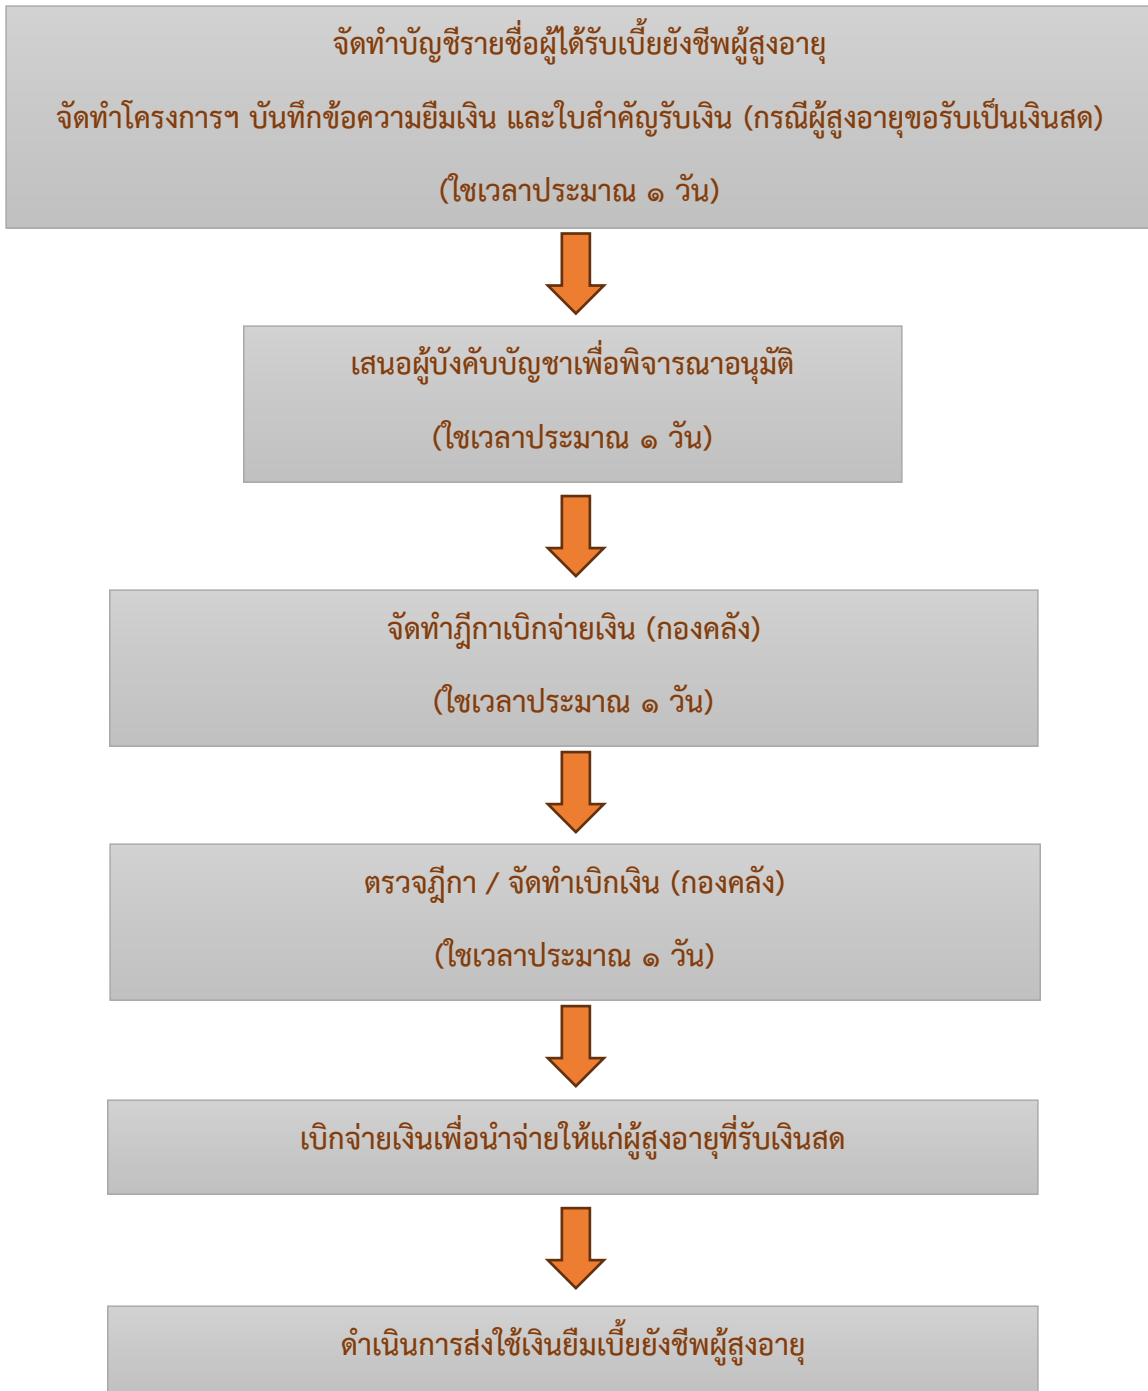 จัดทำบัญชีรายชื่อผู้ได้รับเบี้ยยังชีพผู้สูงอายุ
จัดทำโครงการฯ บันทึกข้อความยืมเงิน และใบสำคัญรับเงิน (กรณีผู้สูงอายุขอรับเป็นเงินสด)
(ใชเวลาประมาณ ๑ วัน)
เสนอผู้บังคับบัญชาเพื่อพิจารณาอนุมัติ
(ใชเวลาประมาณ ๑ วัน)
จัดทำฎีกาเบิกจ่ายเงิน (กองคลัง)
(ใชเวลาประมาณ ๑ วัน)
ตรวจฎีกา / จัดทำเบิกเงิน (กองคลัง)
(ใชเวลาประมาณ ๑ วัน)
เบิกจ่ายเงินเพื่อนำจ่ายให้แก่ผู้สูงอายุที่รับเงินสด
ดำเนินการส่งใช้เงินยืมเบี้ยยังชีพผู้สูงอายุ